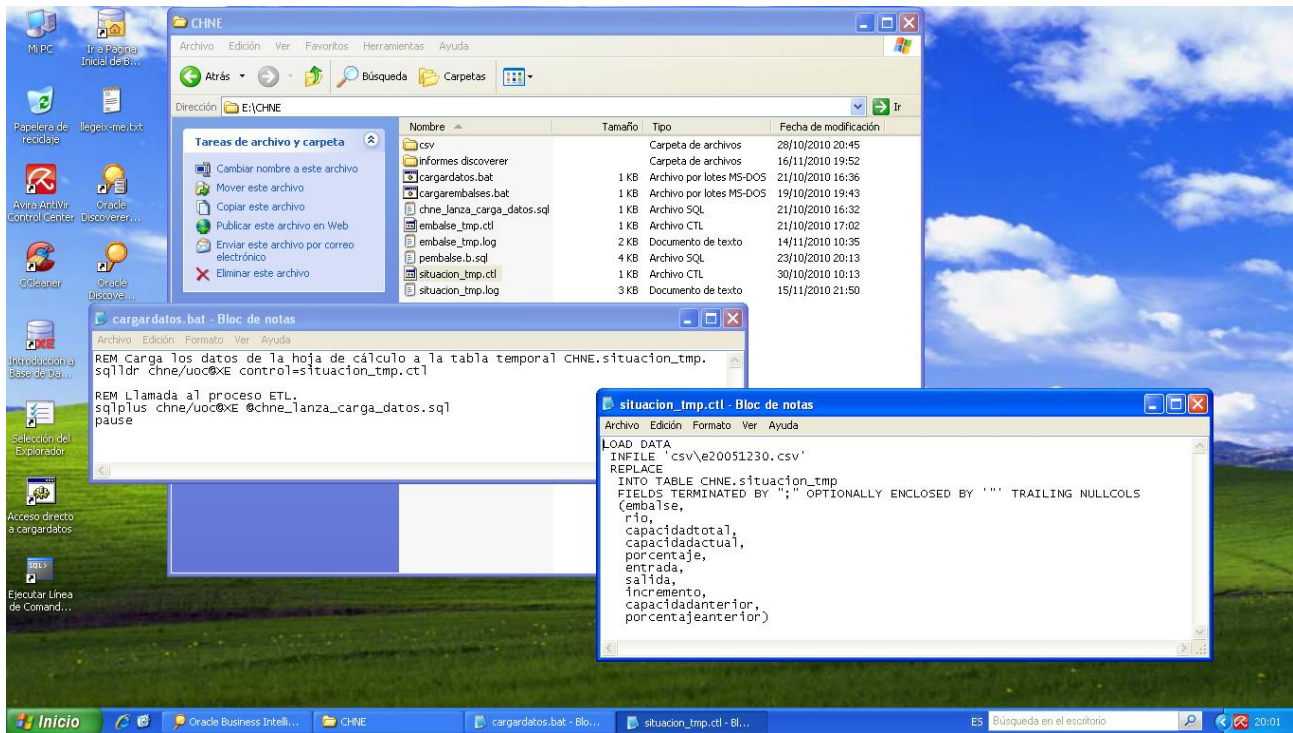 Mi PC
Ir a Página
Inicial de B...
Papelera de
reciclaje
llegeix-me.txt
Avira AntiVir
Control Center
Oracle
Discoverer...
CCleaner
Oracle
Discove...
Introducción a
Base de Da...
Selección del
Explorador
Acceso directo
a cargardatos
SQL>
Ejecutar Línea
de Comand...
CHNE
Archivo Edición Ver Favoritos Herramientas Ayuda
Atrás Búsqueda Carpetas
Dirección E:\CHNE Ir
Tareas de archivo y carpeta
Cambiar nombre a este archivo
Mover este archivo
Copiar este archivo
Publicar este archivo en Web
Enviar este archivo por correo
electrónico
Eliminar este archivo
Nombre Tamaño Tipo Fecha de modificación
csv Carpeta de archivos 28/10/2010 20:45
informes discoverer Carpeta de archivos 16/11/2010 19:52
cargardatos.bat 1 KB Archivo por lotes MS-DOS 21/10/2010 16:36
cargarembalses.bat 1 KB Archivo por lotes MS-DOS 19/10/2010 19:43
chne_lanza_carga_datos.sql 1 KB Archivo SQL 21/10/2010 16:32
embalse_tmp.ctl 1 KB Archivo CTL 21/10/2010 17:02
embalse_tmp.log 2 KB Documento de texto 14/11/2010 10:35
pembalse.b.sql 4 KB Archivo SQL 23/10/2010 20:13
situacion_tmp.ctl 1 KB Archivo CTL 30/10/2010 10:13
situacion_tmp.log 3 KB Documento de texto 15/11/2010 21:50
cargardatos.bat - Bloc de notas
Archivo Edición Formato Ver Ayuda
REM Carga los datos de la hoja de cálculo a la tabla temporal CHNE.situacion_tmp.
sqlldr chne/uoc@XE control=situacion_tmp.ctl
REM Llamada al proceso ETL.
sqlplus chne/uoc@XE @chne_lanza_carga_datos.sql
pause
situacion_tmp.ctl - Bloc de notas
Archivo Edición Formato Ver Ayuda
LOAD DATA
INFILE 'csv\e20051230.csv'
REPLACE
INTO TABLE CHNE.situacion_tmp
FIELDS TERMINATED BY ";" OPTIONALLY ENCLOSED BY '"' TRAILING NULLCOLS
(embalse,
rio,
capacidadtotal,
capacidadactual,
porcentaje,
entrada,
salida,
incremento,
capacidadanterior,
porcentajeanterior)
Inicio
Oracle Business Intelli...
CHNE
cargardatos.bat - Blo...
situacion_tmp.ctl - Bl...
ES
Búsqueda en el escritorio
20:01